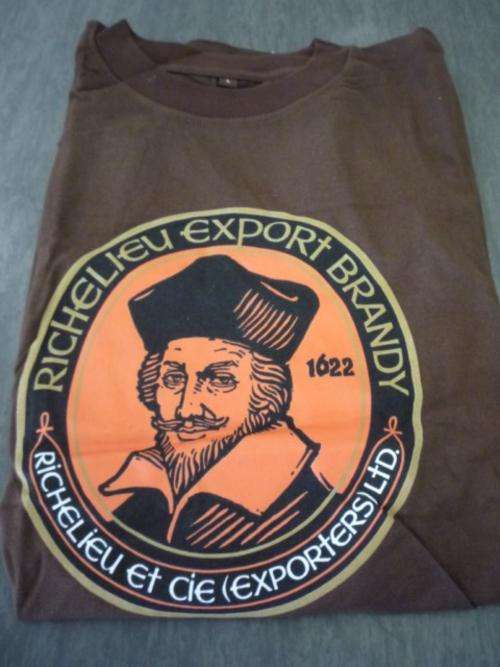 RICHELIEU EXPORT BRANDY
1622
RICHELIEU Et CiE (EXPORTERS) LtD.